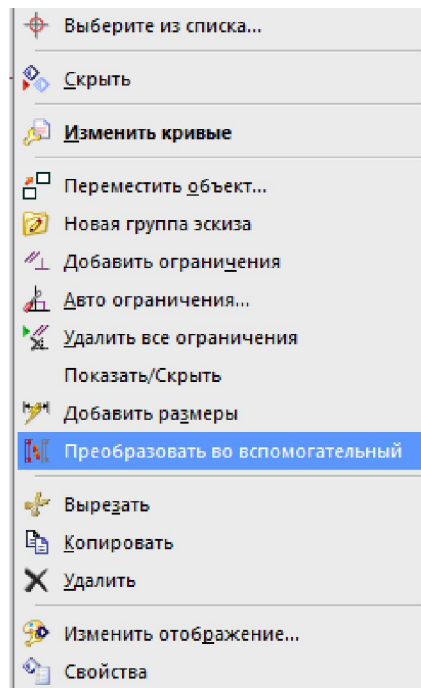 Выберите из списка...
Скрыть
Изменить кривые
Переместить объект...
Новая группа эскиза
Добавить ограничения
Авто ограничения...
Удалить все ограничения
Показать/Скрыть
Добавить размеры
Преобразовать во вспомогательный
Вырезать
Копировать
Удалить
Изменить отображение...
Свойства